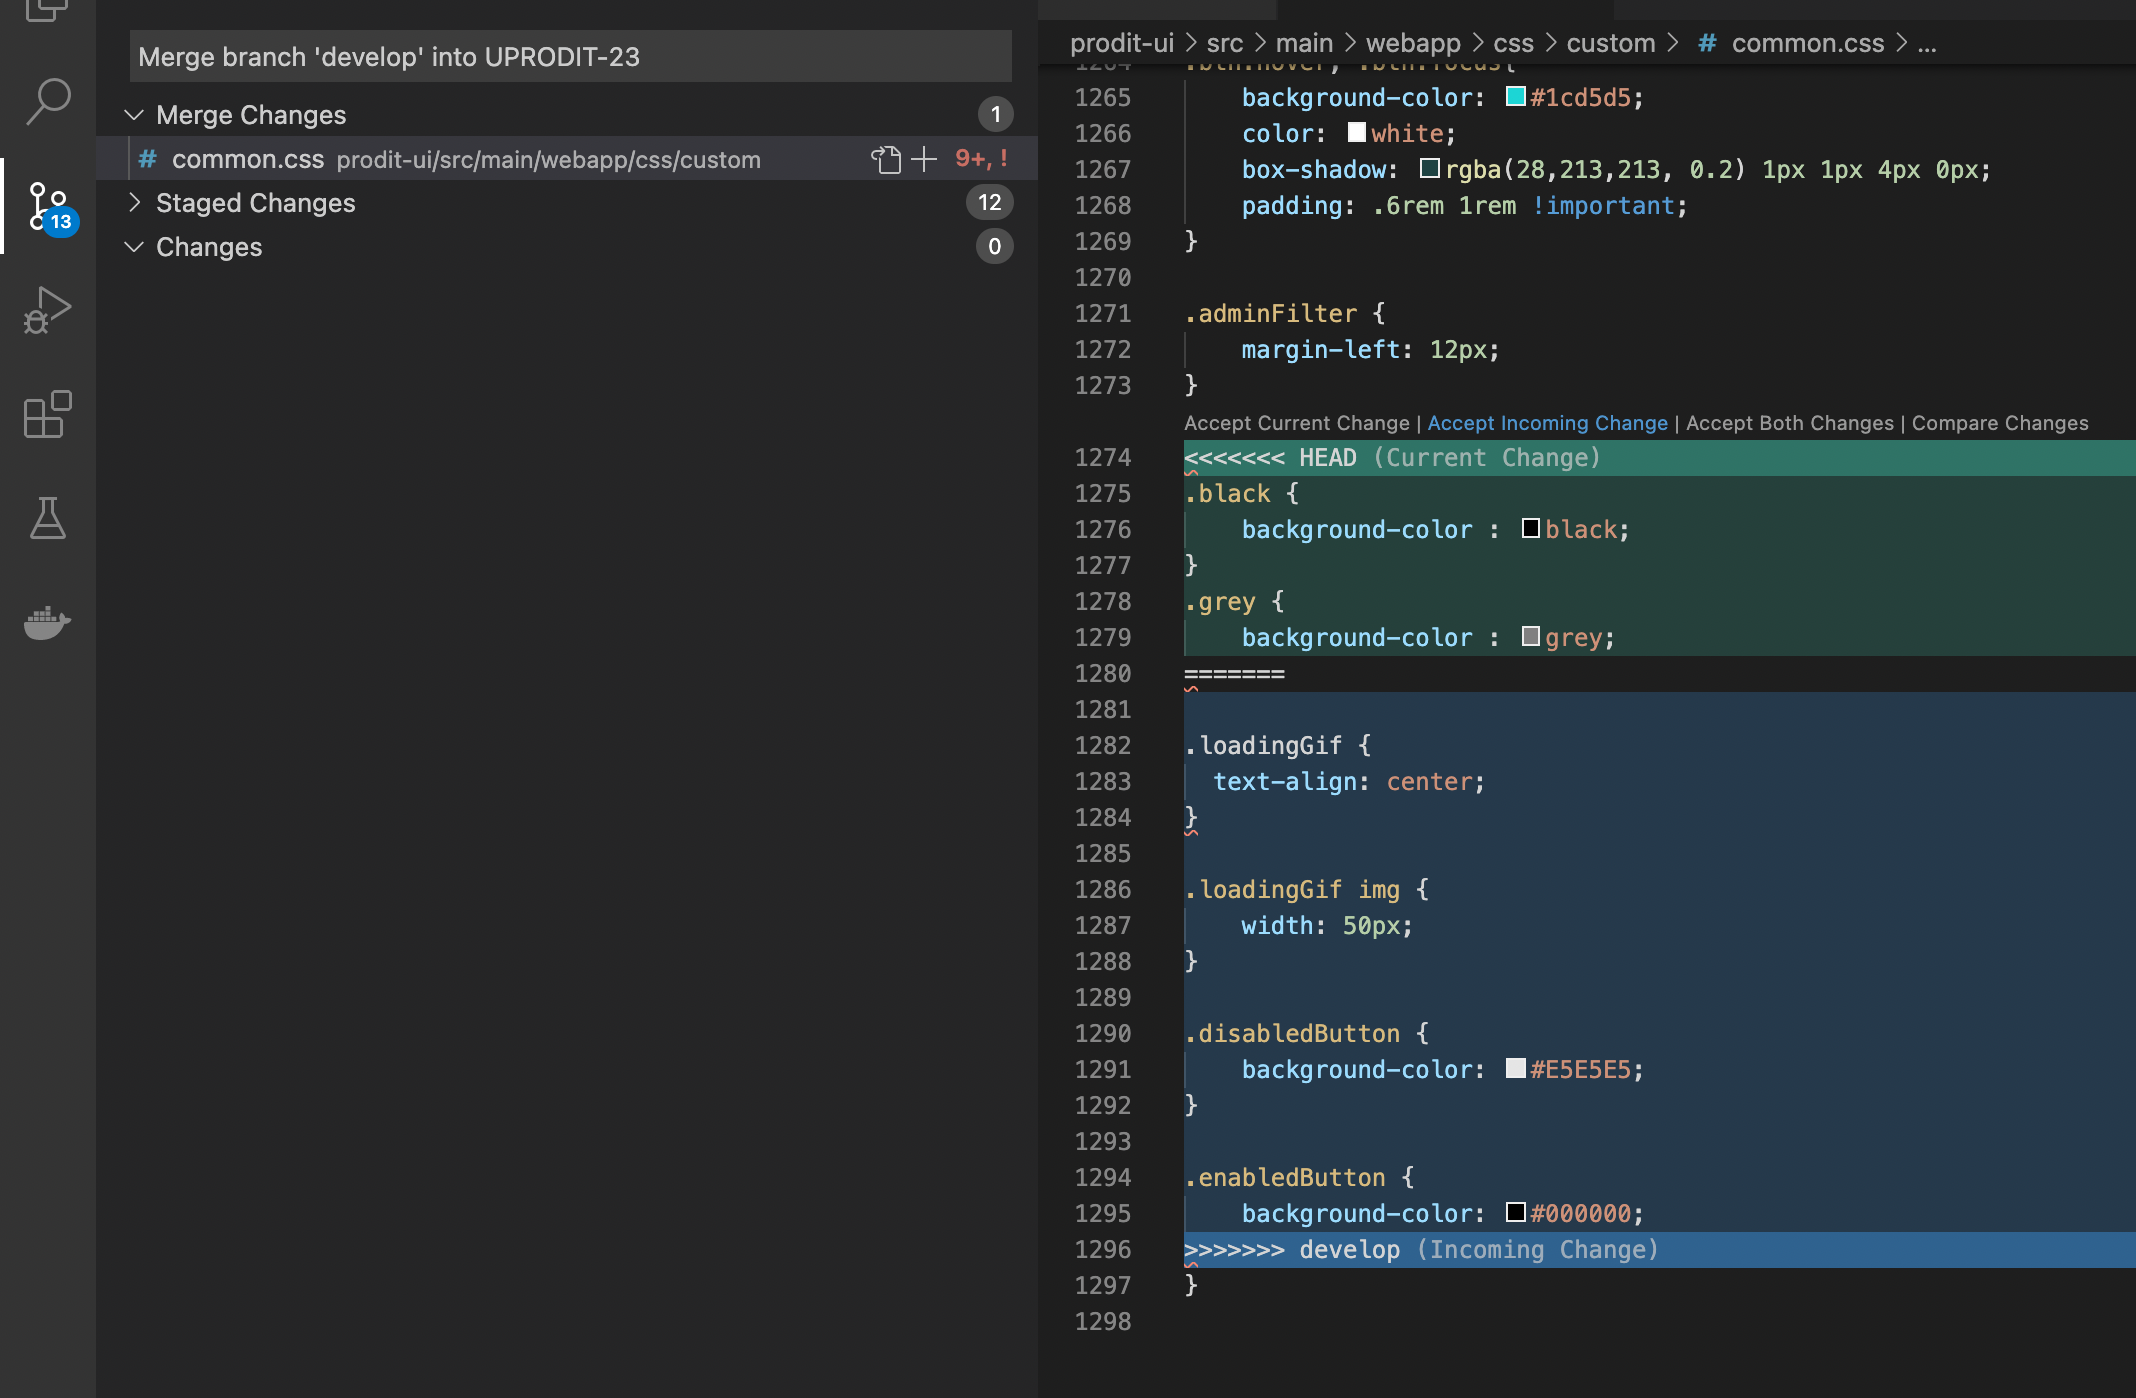 Merge branch 'develop' into UPRODIT-23
Merge Changes 1
# common.css prodit-ui/src/main/webapp/css/custom 9+, !
Staged Changes 12
Changes 0
13
prodit-ui > src > main > webapp > css > custom > # common.css > ...
1264 .btn:hover, .btn:focus{
1265 background-color: #1cd5d5;
1266 color: white;
1267 box-shadow: rgba(28,213,213, 0.2) 1px 1px 4px 0px;
1268 padding: .6rem 1rem !important;
1269 }
1270
1271 .adminFilter {
1272 margin-left: 12px;
1273 }
Accept Current Change | Accept Incoming Change | Accept Both Changes | Compare Changes
1274 <<<<<<< HEAD (Current Change)
1275 .black {
1276 background-color : black;
1277 }
1278 .grey {
1279 background-color : grey;
1280 =======
1281
1282 .loadingGif {
1283 text-align: center;
1284 }
1285
1286 .loadingGif img {
1287 width: 50px;
1288 }
1289
1290 .disabledButton {
1291 background-color: #E5E5E5;
1292 }
1293
1294 .enabledButton {
1295 background-color: #000000;
1296 >>>>>>> develop (Incoming Change)
1297 }
1298